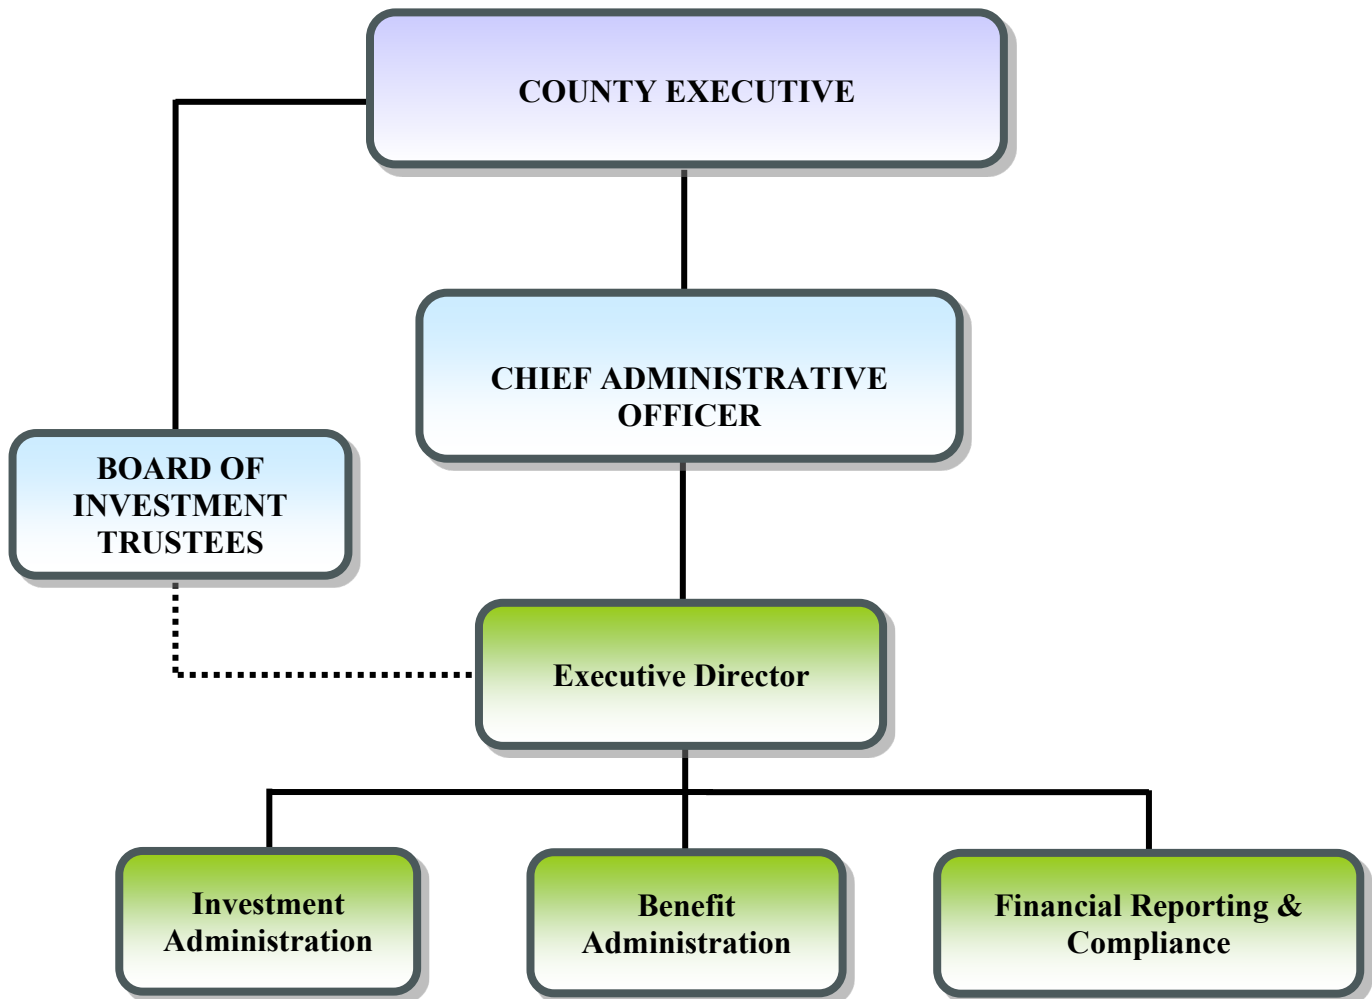 COUNTY EXECUTIVE
CHIEF ADMINISTRATIVE
OFFICER
BOARD OF
INVESTMENT
TRUSTEES
Executive Director
Investment
Administration
Benefit
Administration
Financial Reporting &
Compliance